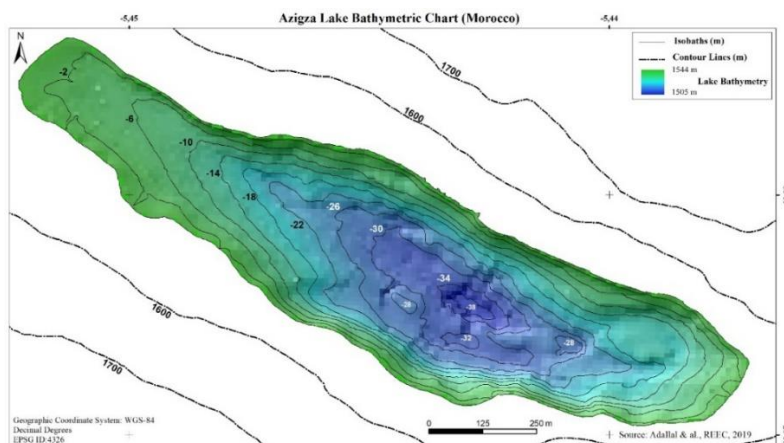 Azigza Lake Bathymetric Chart (Morocco)
-5,45
-5,44
N
Isobaths (m)
Contour Lines (m)
1544 m
Lake Bathymetry
1505 m
1700
1600
-2
-6
-10
-14
-18
-22
-26
-30
-34
-38
-32
-28
1600
1700
0 125 250 m
Geographic Coordinate System: WGS-84
Decimal Degrees
EPSG ID:4326
Source: Adallal & al., REEC, 2019